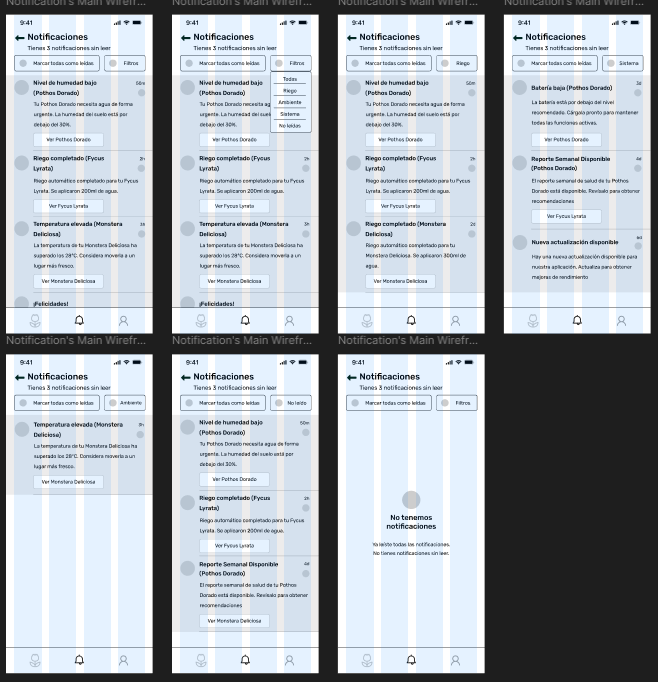 Notification's Main Wirefr...
9:41
Notificaciones
Tienes 3 notificaciones sin leer
Marcar todas como leídas
Filtros
Nivel de humedad bajo
50m
(Pothos Dorado)
Tu Pothos Dorado necesita agua de forma
urgente. La humedad del suelo está por
debajo del 30%.
Ver Pothos Dorado
Riego completado (Fycus
2h
Lyrata)
Riego automático completado para tu Fycus
Lyrata. Se aplicaron 200ml de agua.
Ver Fycus Lyrata
Temperatura elevada (Monstera
Deliciosa)
La temperatura de tu Monstera Deliciosa ha
superado los 28°C. Considera moverla a un
lugar más fresco.
Ver Monstera Deliciosa
¡Felicidades!
Notification's Main Wirefr...
9:41
Notificaciones
Tienes 3 notificaciones sin leer
Marcar todas como leídas
Filtros
Todas
Riego
Ambiente
Sistema
No leídas
Nivel de humedad bajo
(Pothos Dorado)
Tu Pothos Dorado necesita agua de
urgente. La humedad del suelo está
debajo del 30%.
Ver Pothos Dorado
Riego completado (Fycus
2h
Lyrata)
Riego automático completado para tu Fycus
Lyrata. Se aplicaron 200ml de agua.
Ver Fycus Lyrata
Temperatura elevada (Monstera
3h
Deliciosa)
La temperatura de tu Monstera Deliciosa ha
superado los 28°C. Considera moverla a un
lugar más fresco.
Ver Monstera Deliciosa
¡Felicidades!
Notification's Main Wirefr...
9:41
Notificaciones
Tienes 3 notificaciones sin leer
Marcar todas como leídas
Riego
Nivel de humedad bajo
50m
(Pothos Dorado)
Tu Pothos Dorado necesita agua de forma
urgente. La humedad del suelo está por
debajo del 30%.
Ver Pothos Dorado
Riego completado (Fycus
2h
Lyrata)
Riego automático completado para tu Fycus
Lyrata. Se aplicaron 200ml de agua.
Ver Fycus Lyrata
Riego completado (Monstera
2d
Deliciosa)
Riego automático completado para tu
Monstera Deliciosa. Se aplicaron 300ml de
agua.
Ver Monstera Deliciosa
Notification's Main Wirefr...
9:41
Notificaciones
Tienes 3 notificaciones sin leer
Marcar todas como leídas
Sistema
Batería baja (Pothos Dorado)
3d
La batería está por debajo del nivel
recomendado. Cárgala pronto para mantener
todas las funciones activas.
Ver Pothos Dorado
Reporte Semanal Disponible
4d
(Pothos Dorado)
El reporte semanal de salud de tu Pothos
Dorado está disponible. Revísalo para obtener
recomendaciones
Ver Fycus Lyrata
Nueva actualización disponible
6d
Hay una nueva actualización disponible para
nuestra aplicación. Actualiza para obtener
mejoras de rendimiento
Notification's Main Wirefr...
9:41
Notificaciones
Tienes 3 notificaciones sin leer
Marcar todas como leídas
Ambiente
Temperatura elevada (Monstera
Deliciosa)
La temperatura de tu Monstera Deliciosa ha
superado los 28°C. Considera moverla a un
lugar más fresco.
Ver Monstera Deliciosa
Notification's Main Wirefr...
9:41
Notificaciones
Tienes 3 notificaciones sin leer
Marcar todas como leídas
No leído
Nivel de humedad bajo
50m
(Pothos Dorado)
Tu Pothos Dorado necesita agua de forma
urgente. La humedad del suelo está por
debajo del 30%.
Ver Pothos Dorado
Riego completado (Fycus
2h
Lyrata)
Riego automático completado para tu Fycus
Lyrata. Se aplicaron 200ml de agua.
Ver Fycus Lyrata
Reporte Semanal Disponible
4d
(Pothos Dorado)
El reporte semanal de salud de tu Pothos
Dorado está disponible. Revísalo para obtener
recomendaciones
Ver Monstera Deliciosa
Notification's Main Wirefr...
9:41
Notificaciones
Tienes 3 notificaciones sin leer
Marcar todas como leídas
Filtros
No tenemos
notificaciones
Ya leíste todas las notificaciones.
No tienes notificaciones sin leer.